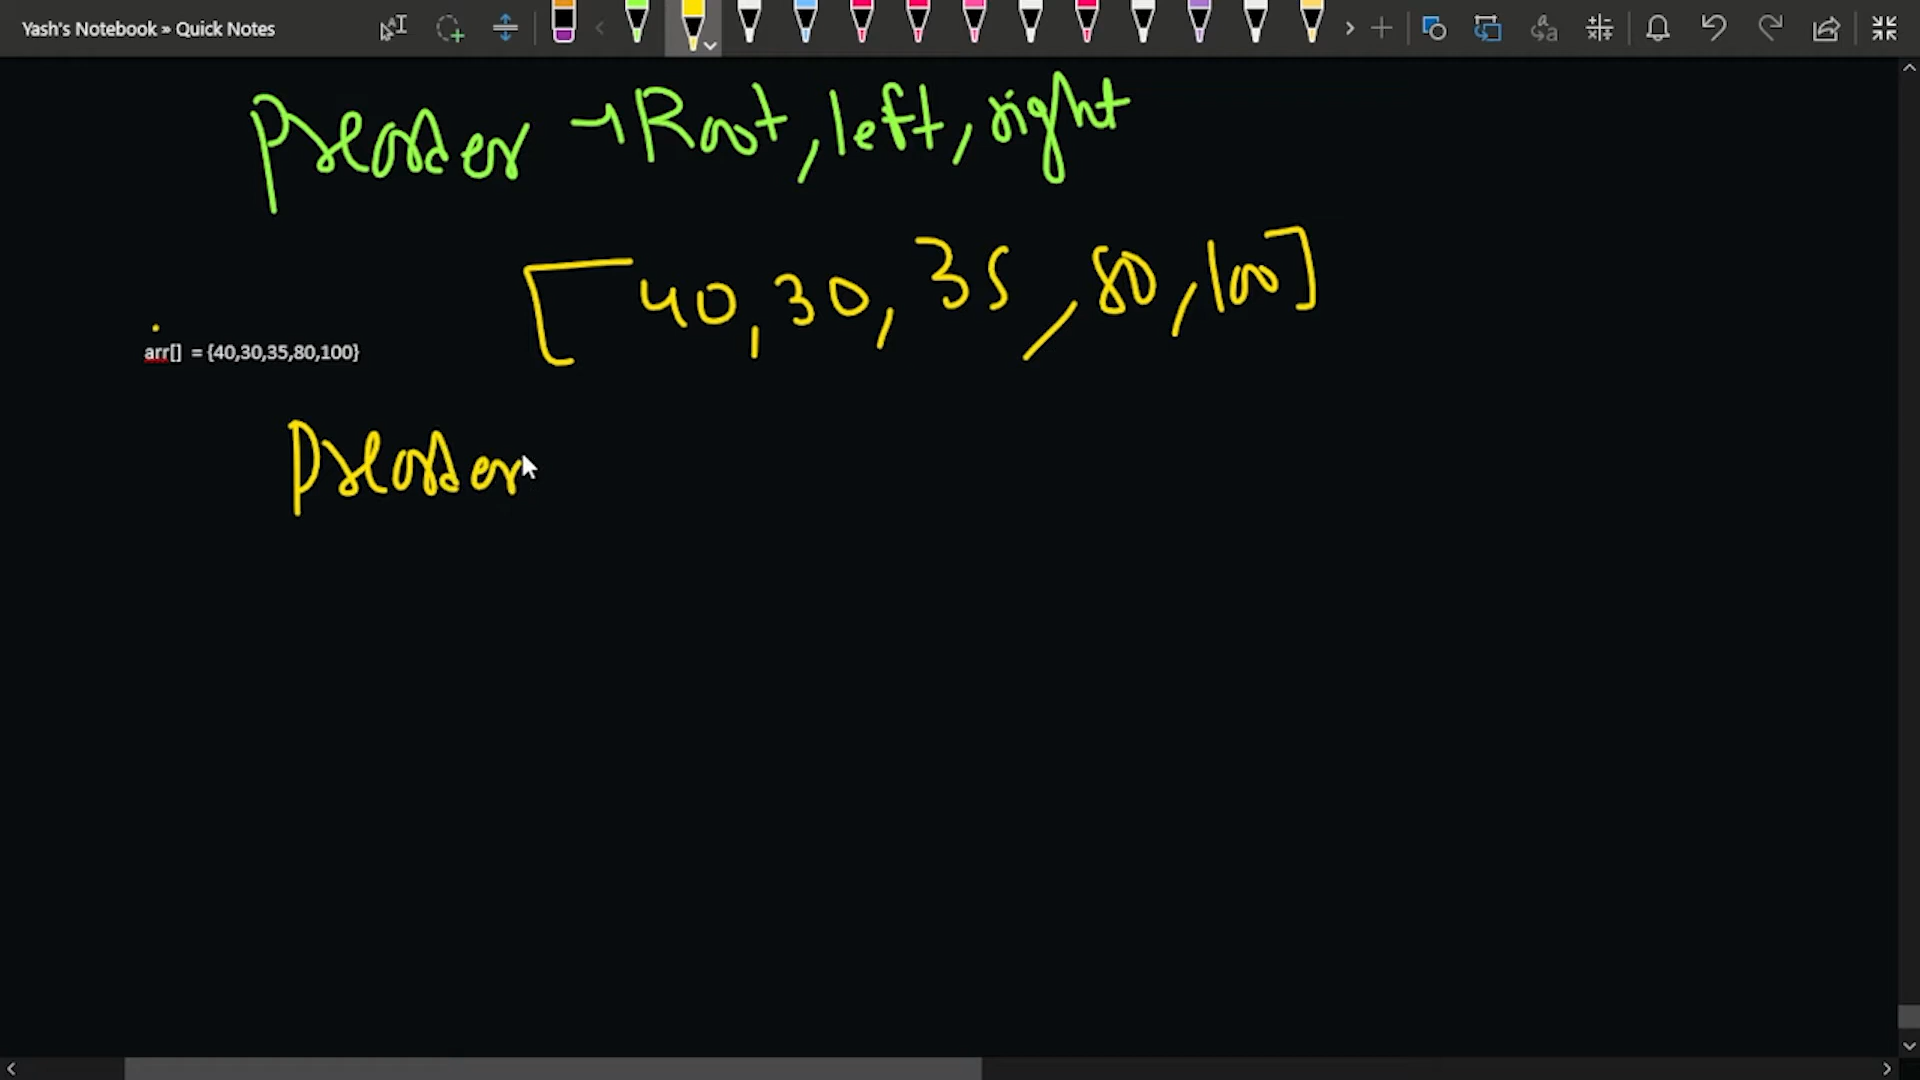 Yash's Notebook » Quick Notes
Preorder → Root, left, right
[40, 30, 35, 80, 100]
arr[] = {40,30,35,80,100}
Preorder